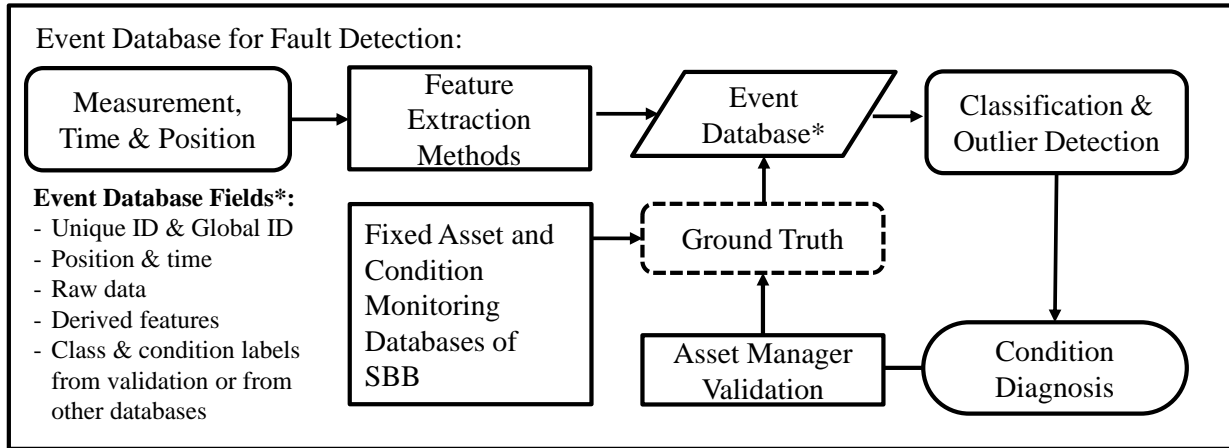 Event Database for Fault Detection:
Measurement,
Time & Position
Feature
Extraction
Methods
Event
Database*
Classification &
Outlier Detection
Event Database Fields*:
- Unique ID & Global ID
- Position & time
- Raw data
- Derived features
- Class & condition labels
from validation or from
other databases
Fixed Asset and
Condition
Monitoring
Databases of
SBB
Ground Truth
Asset Manager
Validation
Condition
Diagnosis